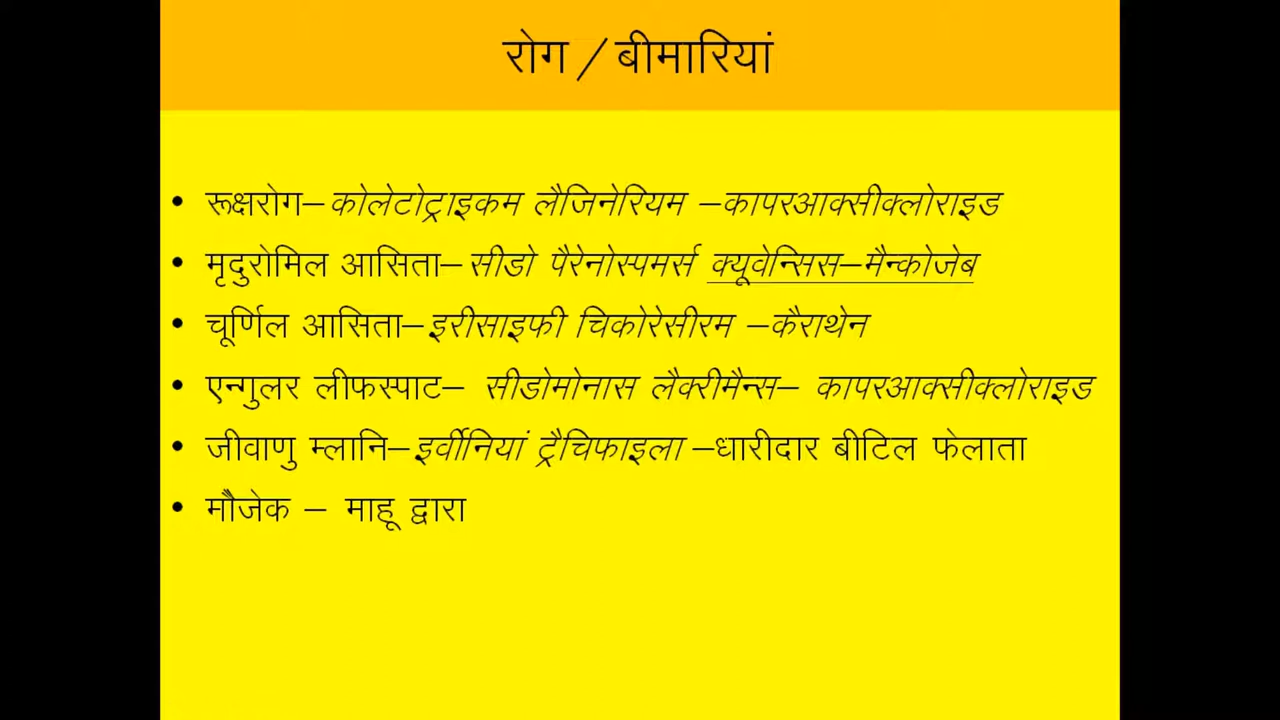 रोग / बीमारियां
• रूक्षरोग– कोलेटोट्राइकम लैजिनेरियम –कापरआक्सीक्लोराइड
• मृदुरोमिल आसिता– सीडो पैरेनोस्पमर्स क्यूवेन्सिस–मैन्कोजेब
• चूर्णिल आसिता– इरीसाइफी चिकोरेसीरम –कैराथेन
• एन्गुलर लीफस्पाट– सीडोमोनास लैक्रीमैन्स– कापरआक्सीक्लोराइड
• जीवाणु म्लानि– इर्वीनियां ट्रैचिफाइला –धारीदार बीटिल फेलाता
• मौजेक – माहू द्वारा